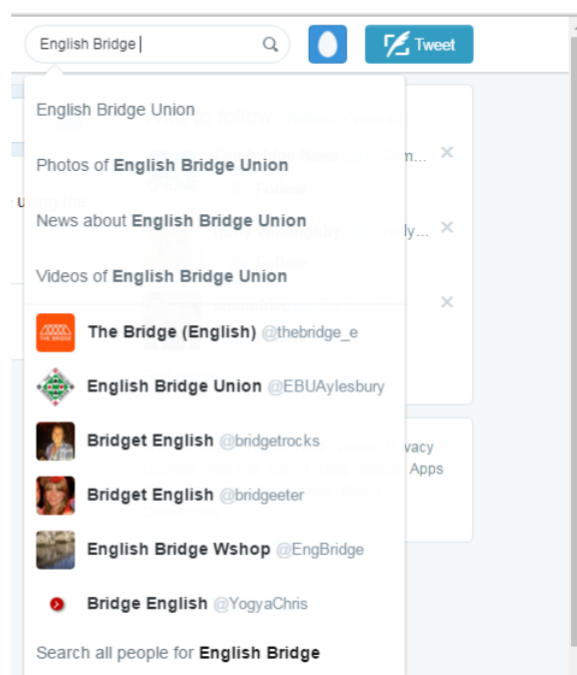 English Bridge
Tweet
English Bridge Union
Photos of English Bridge Union
News about English Bridge Union
Videos of English Bridge Union
The Bridge (English) @thebridge_e
English Bridge Union @EBUAylesbury
Bridget English @bridgetrocks
Bridget English @bridgeeter
English Bridge Wshop @EngBridge
Bridge English @YogyaChris
Search all people for English Bridge
Apps